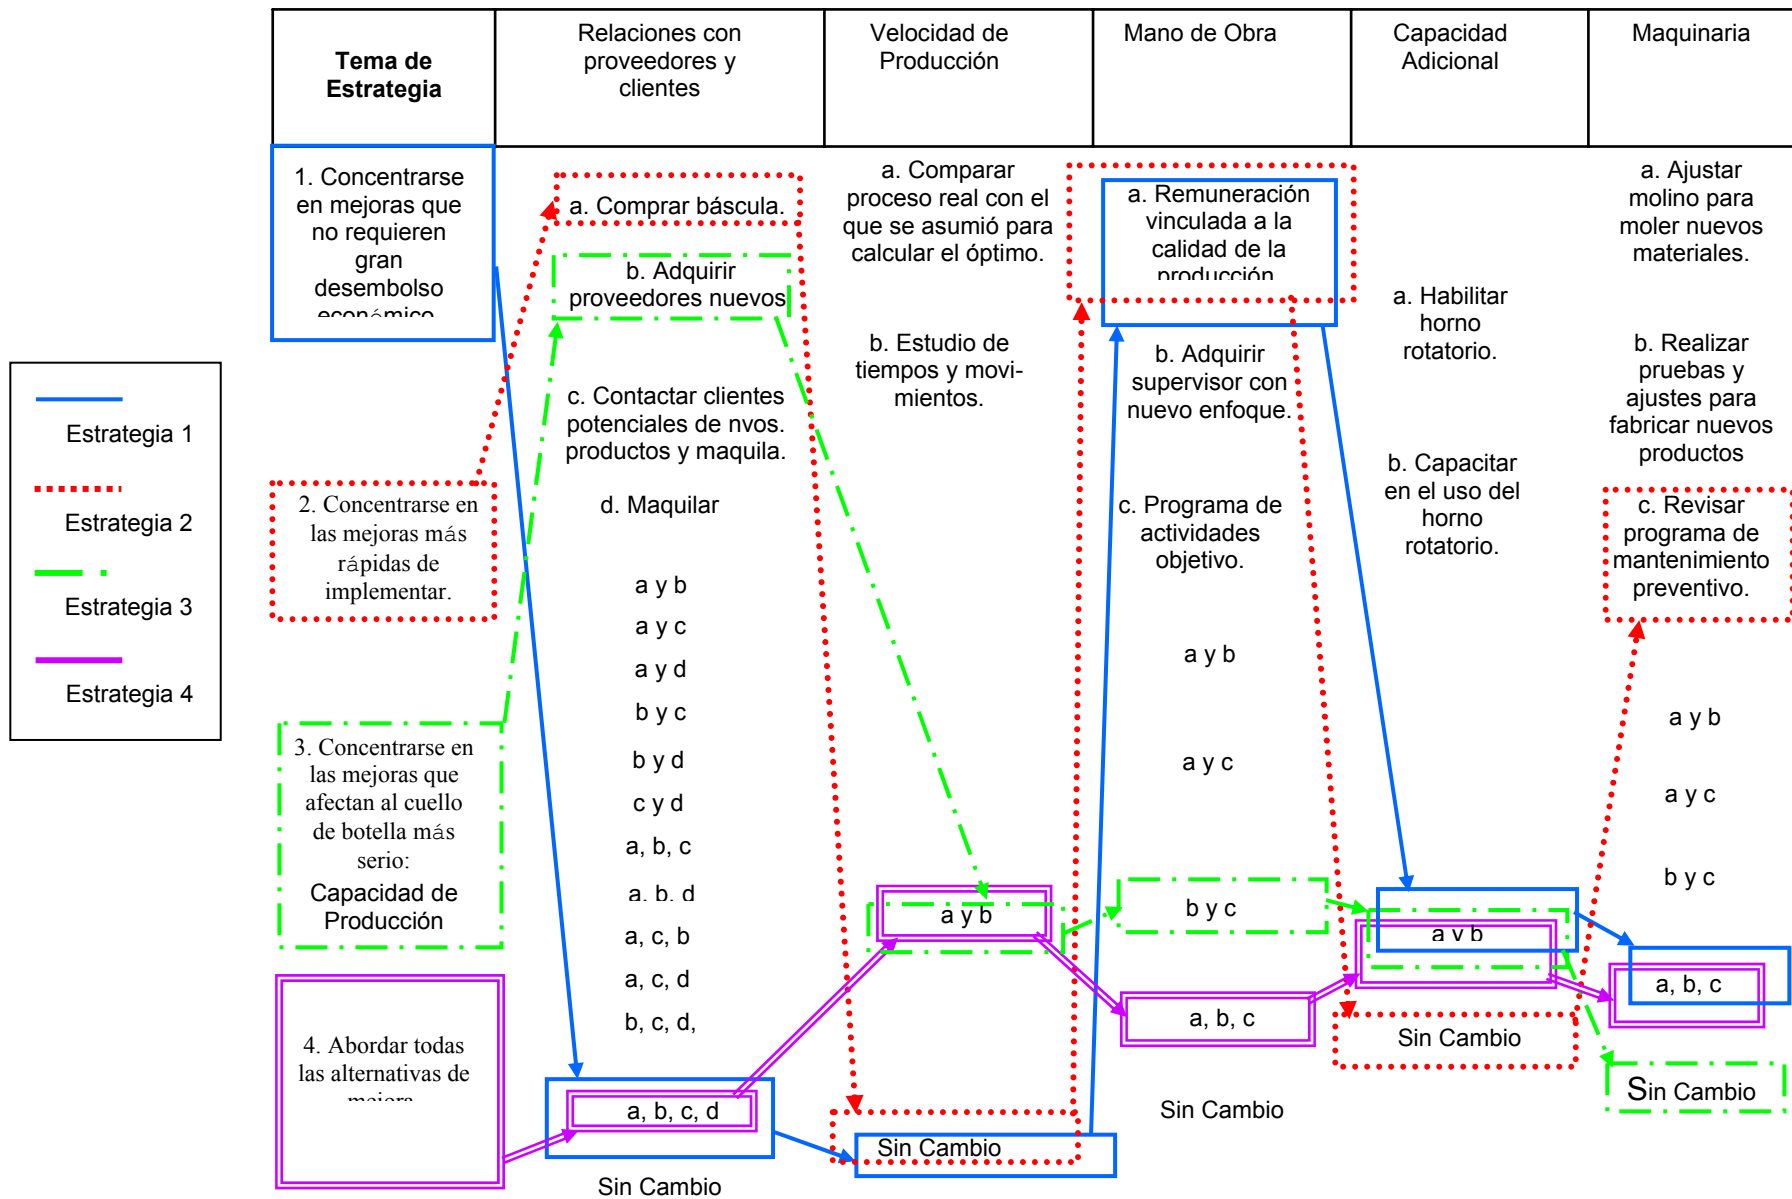 Tema de
Estrategia
Relaciones con
proveedores y
clientes
Velocidad de
Producción
Mano de Obra
Capacidad
Adicional
Maquinaria
1. Concentrarse
en mejoras que
no requieren
gran
desembolso
económico
2. Concentrarse en
las mejoras más
rápidas de
implementar.
3. Concentrarse en
las mejoras que
afectan al cuello
de botella más
serio:
Capacidad de
Producción
4. Abordar todas
las alternativas de
mejora
a. Comprar báscula.
b. Adquirir
proveedores nuevos
c. Contactar clientes
potenciales de nvos.
productos y maquila.
d. Maquilar
a y b
a y c
a y d
b y c
b y d
c y d
a, b, c
a, b, d
a, c, b
a, c, d
b, c, d,
a, b, c, d
Sin Cambio
a. Comparar
proceso real con el
que se asumió para
calcular el óptimo.
b. Estudio de
tiempos y movi-
mientos.
a y b
Sin Cambio
a. Remuneración
vinculada a la
calidad de la
producción
b. Adquirir
supervisor con
nuevo enfoque.
c. Programa de
actividades
objetivo.
a y b
a y c
b y c
a, b, c
Sin Cambio
a. Habilitar
horno
rotatorio.
b. Capacitar
en el uso del
horno
rotatorio.
a y b
Sin Cambio
a. Ajustar
molino para
moler nuevos
materiales.
b. Realizar
pruebas y
ajustes para
fabricar nuevos
productos
c. Revisar
programa de
mantenimiento
preventivo.
a y b
a y c
b y c
a, b, c
Sin Cambio
Estrategia 1
Estrategia 2
Estrategia 3
Estrategia 4